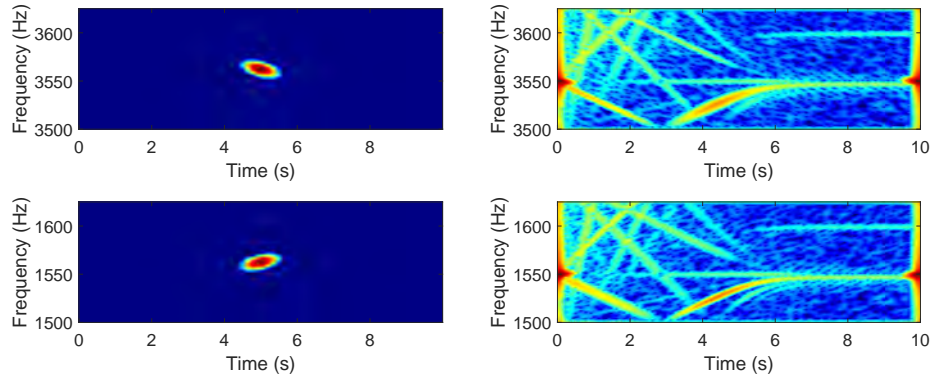 Frequency (Hz)
3600
3550
3500
0 2 4 6 8
Time (s)
Frequency (Hz)
3600
3550
3500
0 2 4 6 8 10
Time (s)
Frequency (Hz)
1600
1550
1500
0 2 4 6 8
Time (s)
Frequency (Hz)
1600
1550
1500
0 2 4 6 8 10
Time (s)